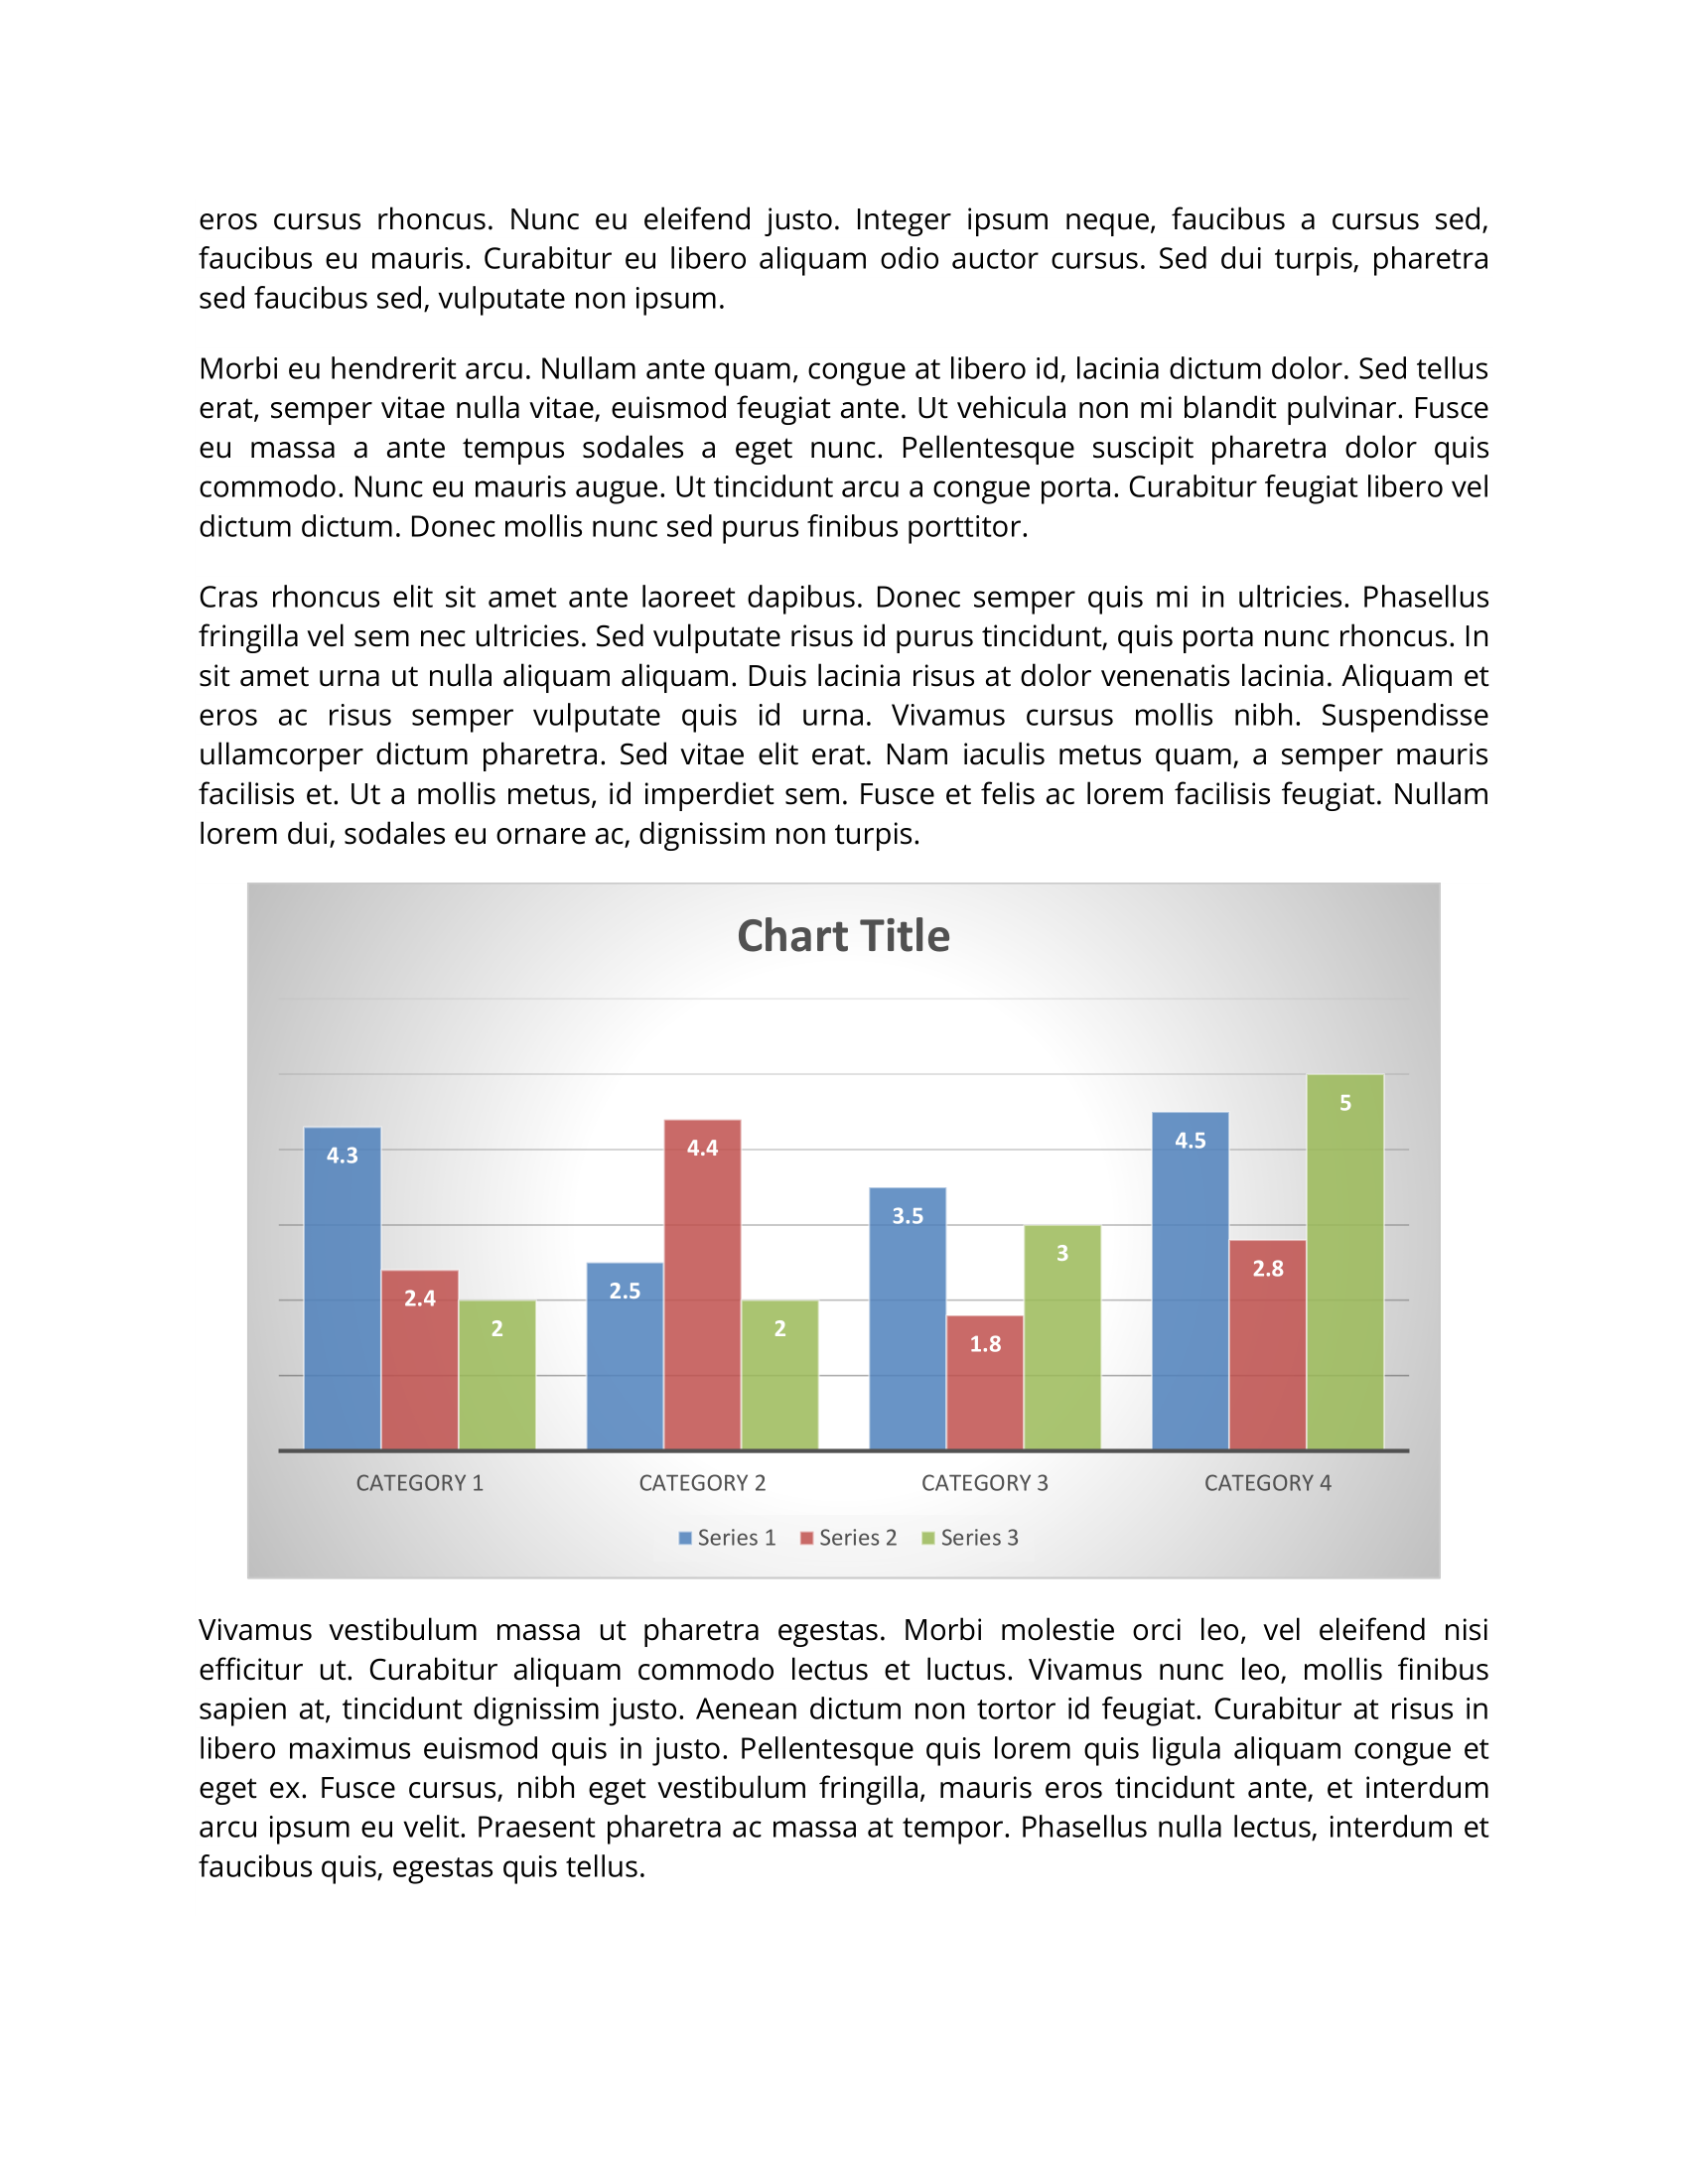 eros cursus rhoncus. Nunc eu eleifend justo. Integer ipsum neque, faucibus a cursus sed,
faucibus eu mauris. Curabitur eu libero aliquam odio auctor cursus. Sed dui turpis, pharetra
sed faucibus sed, vulputate non ipsum.
Morbi eu hendrerit arcu. Nullam ante quam, congue at libero id, lacinia dictum dolor. Sed tellus
erat, semper vitae nulla vitae, euismod feugiat ante. Ut vehicula non mi blandit pulvinar. Fusce
eu massa a ante tempus sodales a eget nunc. Pellentesque suscipit pharetra dolor quis
commodo. Nunc eu mauris augue. Ut tincidunt arcu a congue porta. Curabitur feugiat libero vel
dictum dictum. Donec mollis nunc sed purus finibus porttitor.
Cras rhoncus elit sit amet ante laoreet dapibus. Donec semper quis mi in ultricies. Phasellus
fringilla vel sem nec ultricies. Sed vulputate risus id purus tincidunt, quis porta nunc rhoncus. In
sit amet urna ut nulla aliquam aliquam. Duis lacinia risus at dolor venenatis lacinia. Aliquam et
eros ac risus semper vulputate quis id urna. Vivamus cursus mollis nibh. Suspendisse
ullamcorper dictum pharetra. Sed vitae elit erat. Nam iaculis metus quam, a semper mauris
facilisis et. Ut a mollis metus, id imperdiet sem. Fusce et felis ac lorem facilisis feugiat. Nullam
lorem dui, sodales eu ornare ac, dignissim non turpis.
Chart Title
4.3 2.4 2 2.5 4.4 2 3.5 1.8 3 4.5 2.8 5
CATEGORY 1 CATEGORY 2 CATEGORY 3 CATEGORY 4
Series 1 Series 2 Series 3
Vivamus vestibulum massa ut pharetra egestas. Morbi molestie orci leo, vel eleifend nisi
efficitur ut. Curabitur aliquam commodo lectus et luctus. Vivamus nunc leo, mollis finibus
sapien at, tincidunt dignissim justo. Aenean dictum non tortor id feugiat. Curabitur at risus in
libero maximus euismod quis in justo. Pellentesque quis lorem quis ligula aliquam congue et
eget ex. Fusce cursus, nibh eget vestibulum fringilla, mauris eros tincidunt ante, et interdum
arcu ipsum eu velit. Praesent pharetra ac massa at tempor. Phasellus nulla lectus, interdum et
faucibus quis, egestas quis tellus.